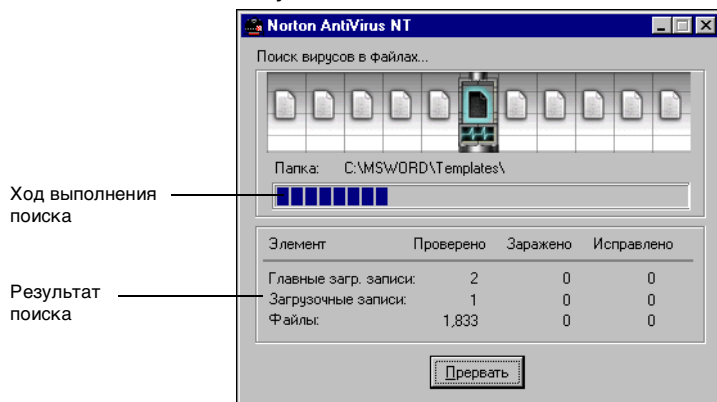 Norton AntiVirus NT
Поиск вирусов в файлах...
Папка: C:\MSWORD\Templates\
Ход выполнения
поиска
Элемент Проверено Заражено Исправлено
Главные загр. записи: 2 0 0
Загрузочные записи: 1 0 0
Файлы: 1,833 0 0
Результат
поиска
Прервать